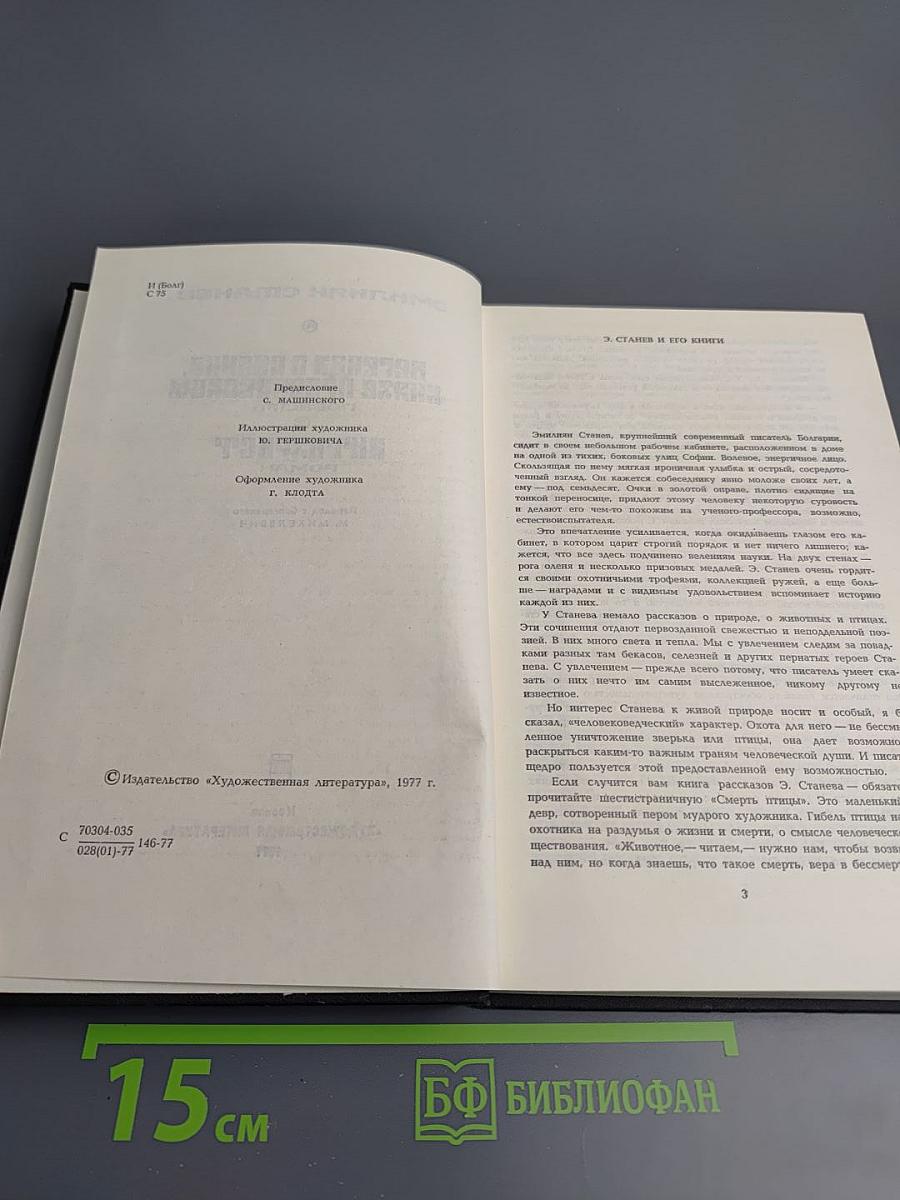 И (Болг)
С 75
Предисловие
С. МАШИНСКОГО
Иллюстрации художника
Ю. ГЕРШКОВИЧА
Оформление художника
Г. КЛОДТА
© Издательство «Художественная литература», 1977 г.
С 70304-035
028(01)-77 146-77
Э. СТАНЕВ И ЕГО КНИГИ
Эмилиян Станев, крупнейший современный писатель Болгарии,
сидит в своем небольшом рабочем кабинете, расположенном в доме
на одной из тихих, боковых улиц Софии. Волевое, энергичное лицо.
Скользящая по нему мягкая ироничная улыбка и острый, сосредото-
ченный взгляд. Он кажется собеседнику явно моложе своих лет, а
ему — под семьдесят. Очки в золотой оправе, плотно сидящие на
тонкой переносице, придают этому человеку некоторую суровость
и делают его чем-то похожим на ученого-профессора, возможно,
естествоиспытателя.
Это впечатление усиливается, когда окидываешь глазом его ка-
бинет, в котором царит строгий порядок и нет ничего лишнего; ка-
жется, что все здесь подчинено велениям науки. На двух стенах —
рога оленя и несколько призовых медалей. Э. Станев очень гордит-
ся своими охотничьими трофеями, коллекцией ружей, а еще боль-
ше — наградами и с видимым удовольствием вспоминает историю
каждой из них.
У Станева немало рассказов о природе, о животных и птицах.
Эти сочинения отдают первозданной свежестью и неподдельной поэ-
зией. В них много света и тепла. Мы с увлечением следим за повад-
ками разных там бекасов, селезней и других пернатых героев Ста-
нева. С увлечением — прежде всего потому, что писатель умеет ска-
зать о них нечто им самим выслеженное, никому другому не
известное.
Но интерес Станева к живой природе носит и особый, я б
сказал, «человековедческий» характер. Охота для него — не бессмы
ленное уничтожение зверька или птицы, она дает возможно
раскрыться каким-то важным граням человеческой души. И писат
щедро пользуется этой предоставленной ему возможностью.
Если случится вам книга рассказов Э. Станева — обязате
прочитайте шестистраничную «Смерть птицы». Это маленький
девр, сотворенный пером мудрого художника. Гибель птицы на
охотника на раздумья о жизни и смерти, о смысле человеческо
ществования. «Животное,— читаем,— нужно нам, чтобы возв
над ним, но когда знаешь, что такое смерть, вера в бессмерт
3
15 см
БФ БИБЛИОФАН